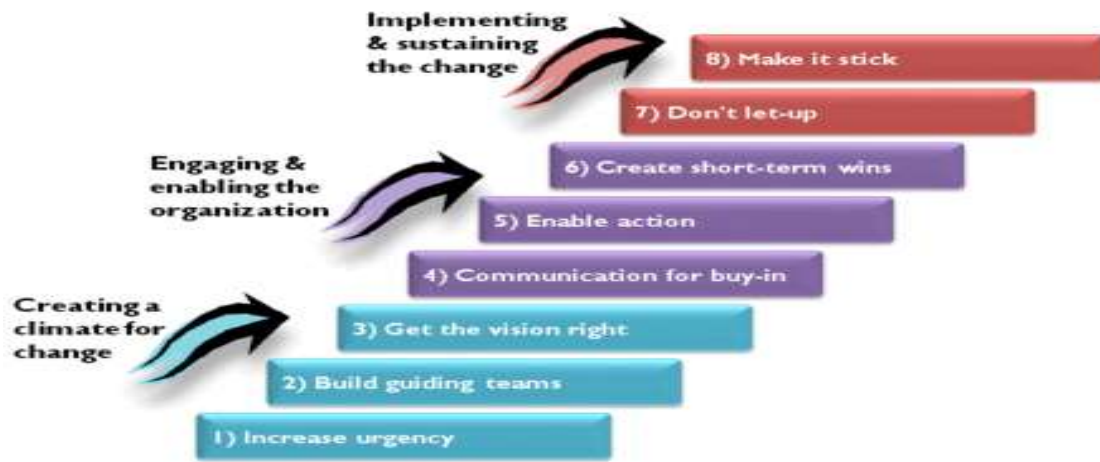 Implementing
& sustaining
the change
8) Make it stick
7) Don't let-up
Engaging &
enabling the
organization
6) Create short-term wins
5) Enable action
4) Communication for buy-in
Creating a
climate for
change
3) Get the vision right
2) Build guiding teams
1) Increase urgency